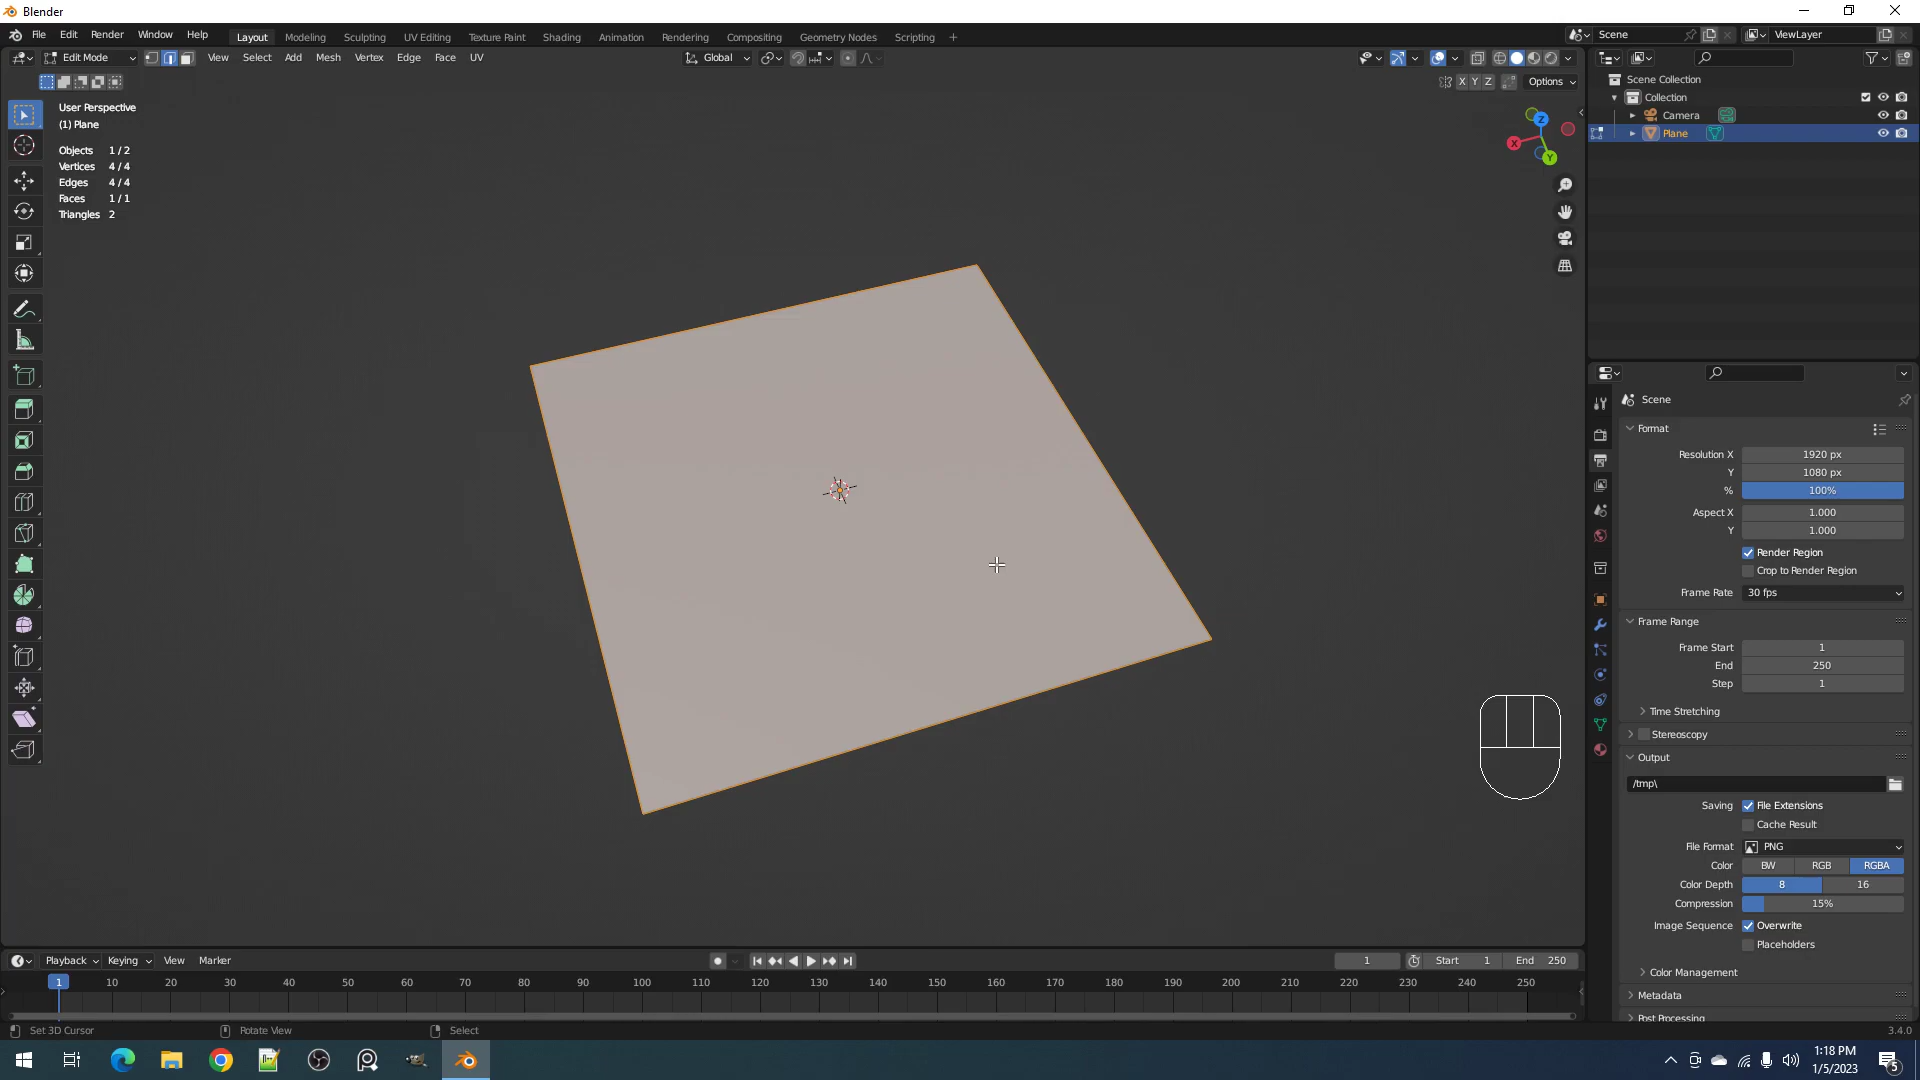 Blender
File Edit Render Window Help Layout Modeling Sculpting UV Editing Texture Paint Shading Animation Rendering Compositing Geometry Nodes Scripting + Scene ViewLayer
Edit Mode View Select Add Mesh Vertex Edge Face UV Global
X Y Z Options
User Perspective
(1) Plane
Objects 1 / 2
Vertices 4 / 4
Edges 4 / 4
Faces 1 / 1
Triangles 2
Z
X
Y
Scene Collection
Collection
Camera
Plane
Scene
Format
Resolution X 1920 px
Y 1080 px
% 100%
Aspect X 1.000
Y 1.000
Render Region
Crop to Render Region
Frame Rate 30 fps
Frame Range
Frame Start 1
End 250
Step 1
Time Stretching
Stereoscopy
Output
/tmp\
Saving File Extensions
Cache Result
File Format PNG
Color BW RGB RGBA
Color Depth 8 16
Compression 15%
Image Sequence Overwrite
Placeholders
Color Management
Metadata
Post Processing
Playback Keying View Marker 1 Start 1 End 250
1 10 20 30 40 50 60 70 80 90 100 110 120 130 140 150 160 170 180 190 200 210 220 230 240 250
Set 3D Cursor Rotate View Select 3.4.0
1:18 PM
1/5/2023
5